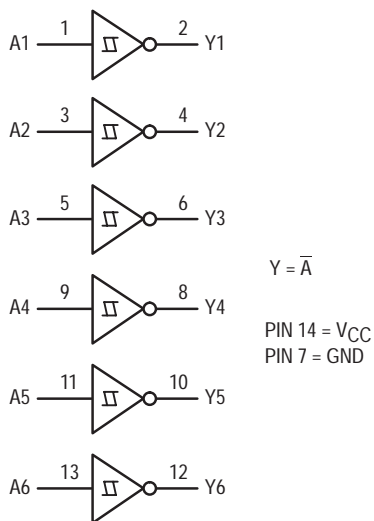 A1 1 2 Y1
A2 3 4 Y2
A3 5 6 Y3
A4 9 8 Y4
A5 11 10 Y5
A6 13 12 Y6
Y = A̅
PIN 14 = VCC
PIN 7 = GND